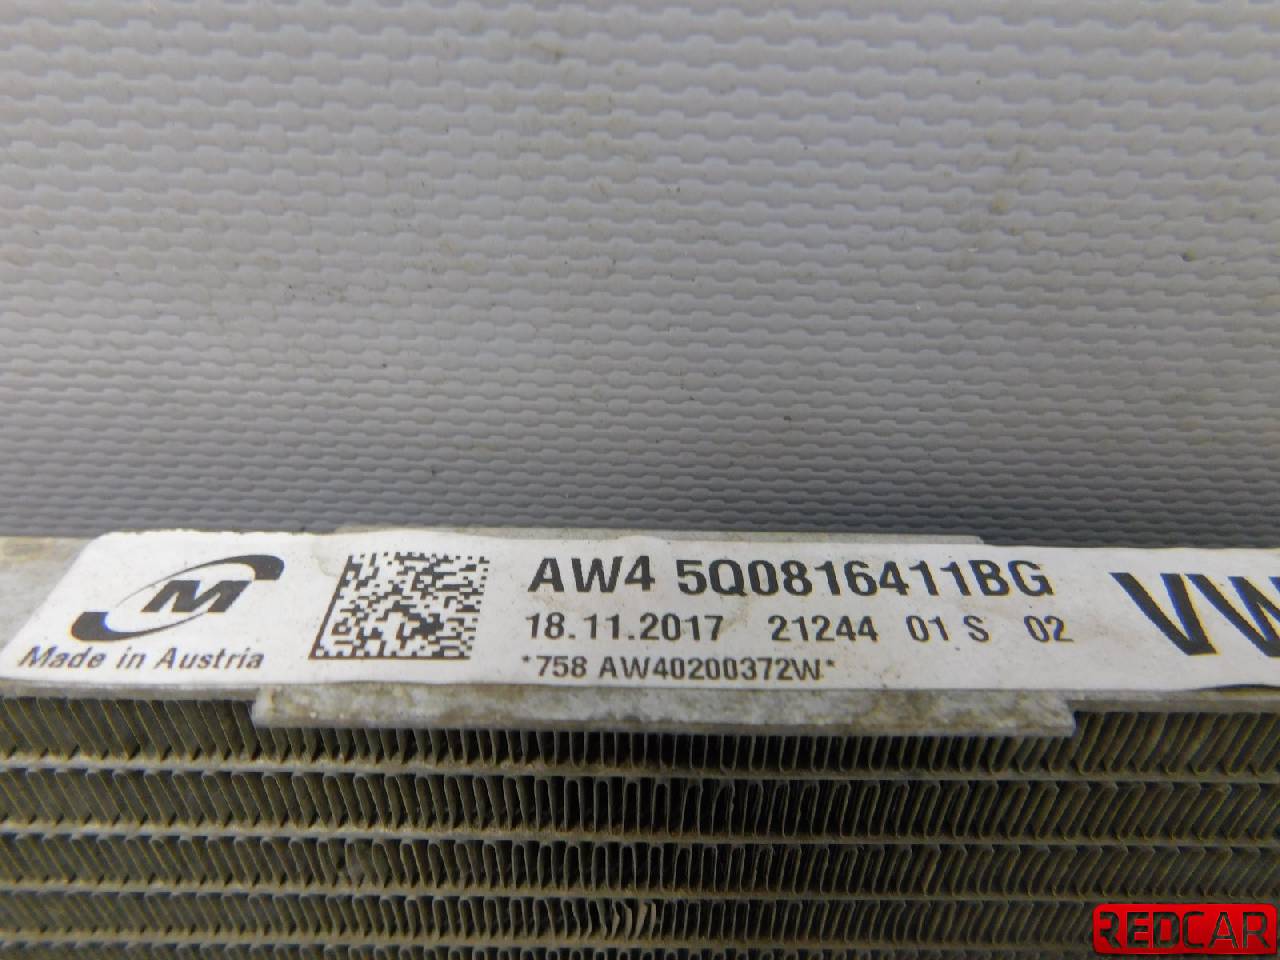 M
Made in Austria
AW4 5Q0816411BG
18.11.2017 21244 01 S 02
*758 AW40200372W*
VW
REDCAR